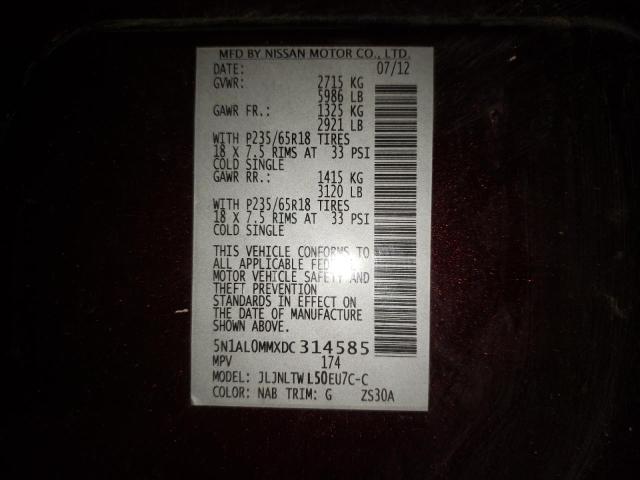 MFD BY NISSAN MOTOR CO., LTD.
DATE: 07/12
GVWR: 2715 KG
5986 LB
GAWR FR.: 1325 KG
2921 LB
WITH P235/65R18 TIRES
18 X 7.5 RIMS AT 33 PSI
COLD SINGLE
GAWR RR.: 1415 KG
3120 LB
WITH P235/65R18 TIRES
18 X 7.5 RIMS AT 33 PSI
COLD SINGLE
THIS VEHICLE CONFORMS TO
ALL APPLICABLE
MOTOR VEHICLE SAFETY AND
THEFT PREVENTION
STANDARDS IN EFFECT ON
THE DATE OF MANUFACTURE
SHOWN ABOVE.
5N1AL0MMXDC314585
MPV 174
MODEL: JLJNLTWL50EU7C-C
COLOR: NAB TRIM: G ZS30A